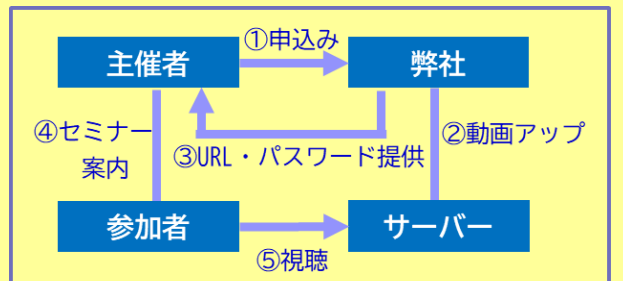 ①申込み
主催者
弊社
④セミナー
案内
②動画アップ
③URL・パスワード提供
参加者
サーバー
⑤視聴